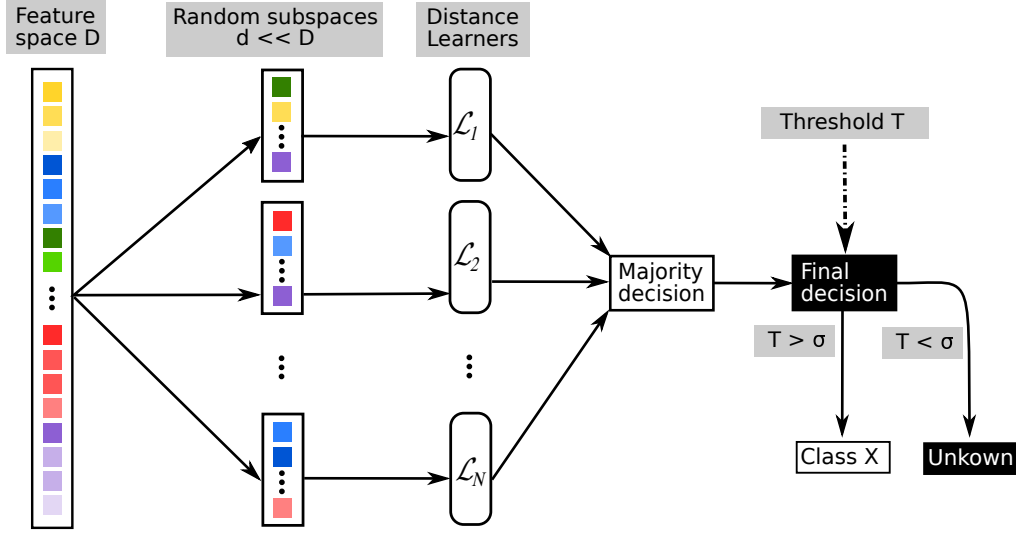 Feature
space D
Random subspaces
d << D
Distance
Learners
Threshold T
ℒ1
ℒ2
ℒN
Majority
decision
Final
decision
T > σ
T < σ
Class X
Unkown